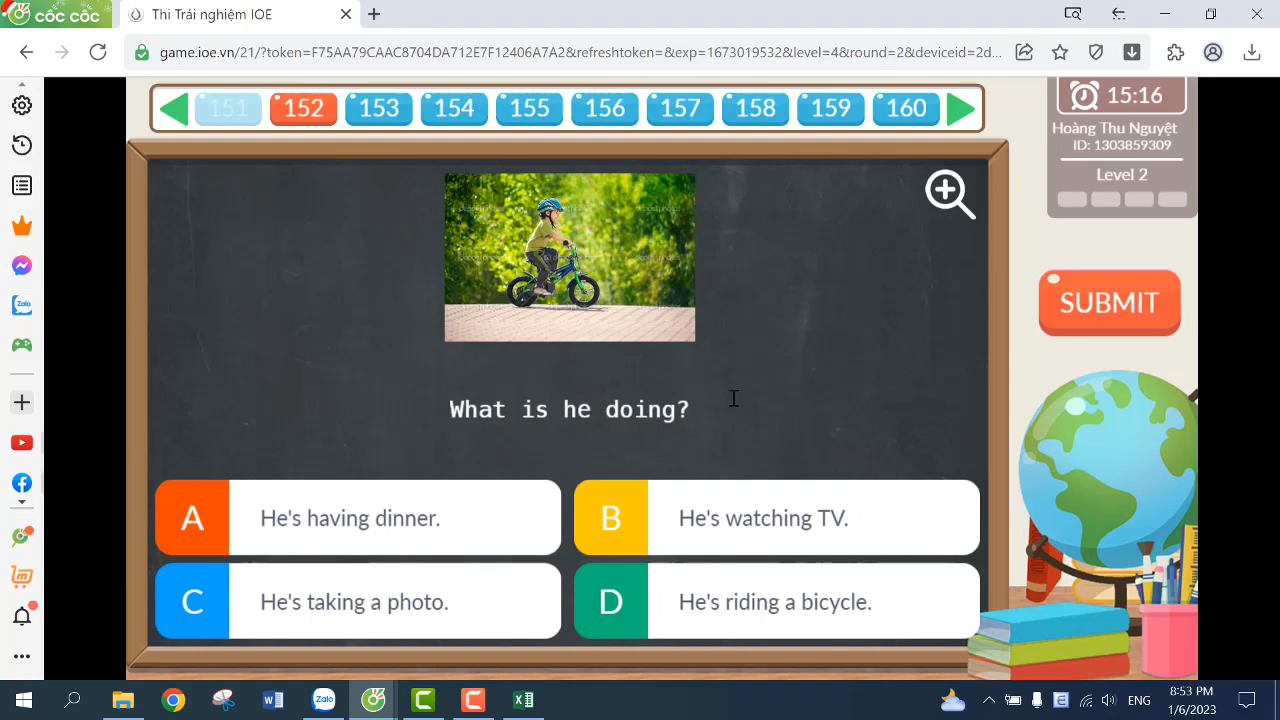 cốc cốc
Thi Trải nghiệm IOE
game.ioe.vn/21/?token=F75AA79CAAC8704DA712E7F12406A7A2&refreshtoken=&exp=1673019532&level=4&round=2&deviceid=2d...
151 152 153 154 155 156 157 158 159 160
15:16
Hoàng Thu Nguyệt
ID: 1303859309
Level 2
SUBMIT
What is he doing?
A He's having dinner.
B He's watching TV.
C He's taking a photo.
D He's riding a bicycle.
Zalo
Zalo
ENG
8:53 PM
1/6/2023